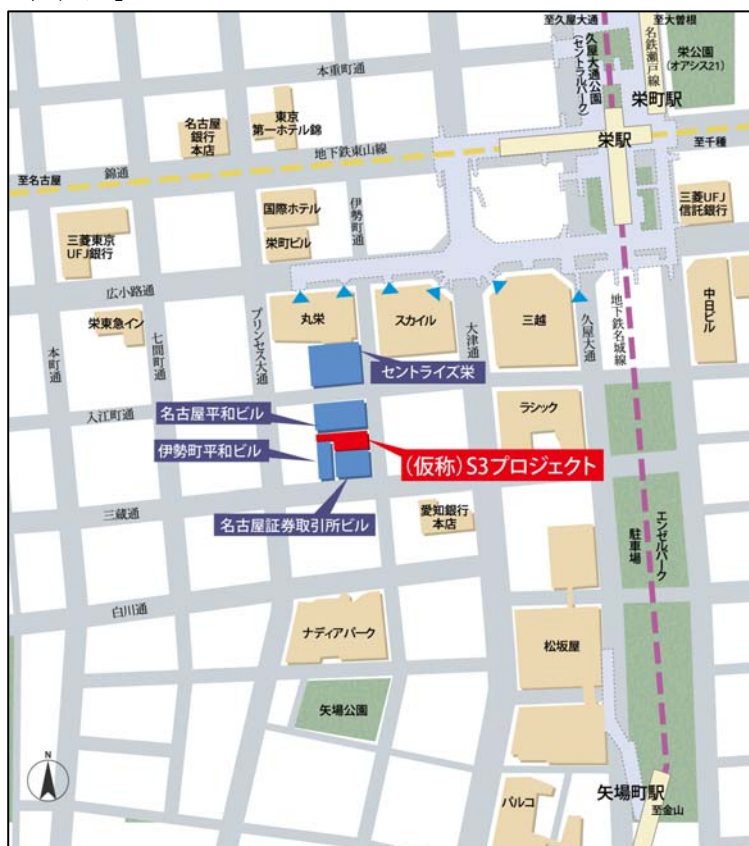 至久屋大通
至大曽根
名鉄瀬戸線
久屋大通公園
(セントラルパーク)
栄公園
(オアシス21)
栄町駅
本重町通
東京
第一ホテル錦
名古屋
銀行
本店
地下鉄東山線
栄駅
至千種
至名古屋
錦通
国際ホテル
伊勢町通
三菱UFJ
信託銀行
三菱東京
UFJ銀行
栄町ビル
広小路通
栄東急イン
プリンセス大通
丸栄
スカイル
三越
大津通
久屋大通
地下鉄名城線
中日ビル
本町通
七間町通
セントライズ栄
入江町通
名古屋平和ビル
ラシック
伊勢町平和ビル
(仮称)S3プロジェクト
三蔵通
名古屋証券取引所ビル
愛知銀行
本店
エンゼルパーク
駐車場
白川通
ナディアパーク
松坂屋
矢場公園
N
パルコ
矢場町駅
至金山